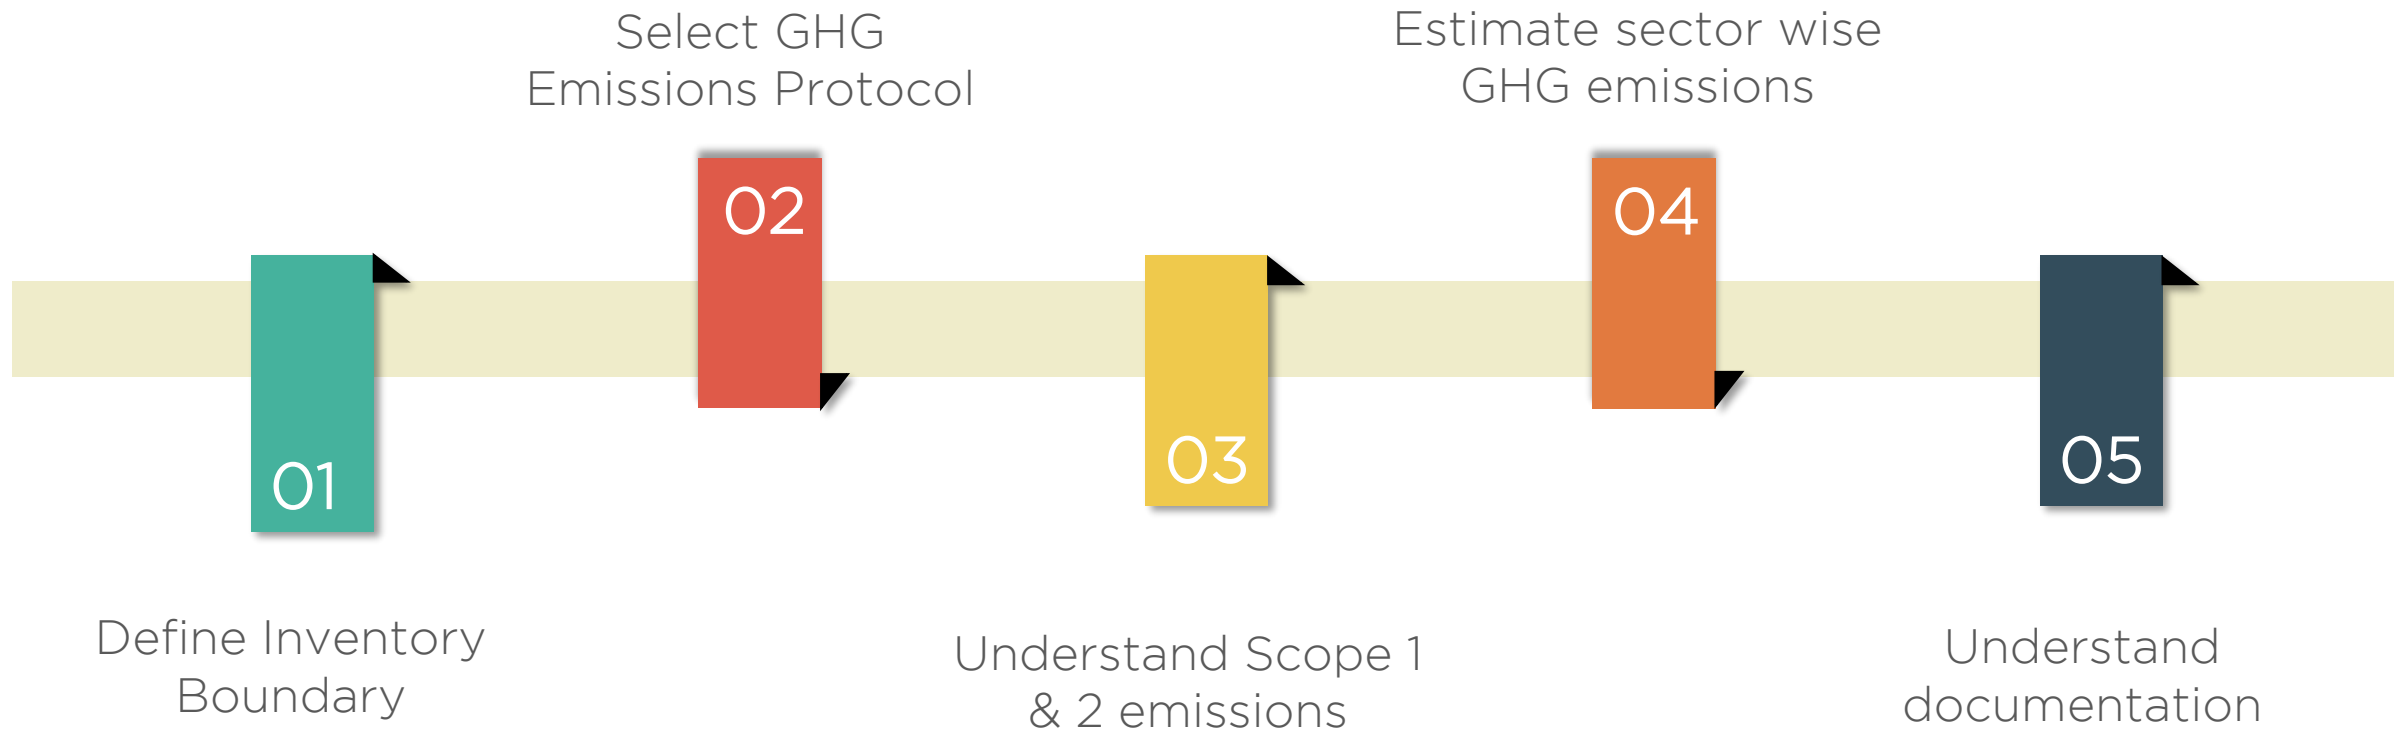 01
Define Inventory
Boundary
Select GHG
Emissions Protocol
02
03
Understand Scope 1
& 2 emissions
Estimate sector wise
GHG emissions
04
05
Understand
documentation